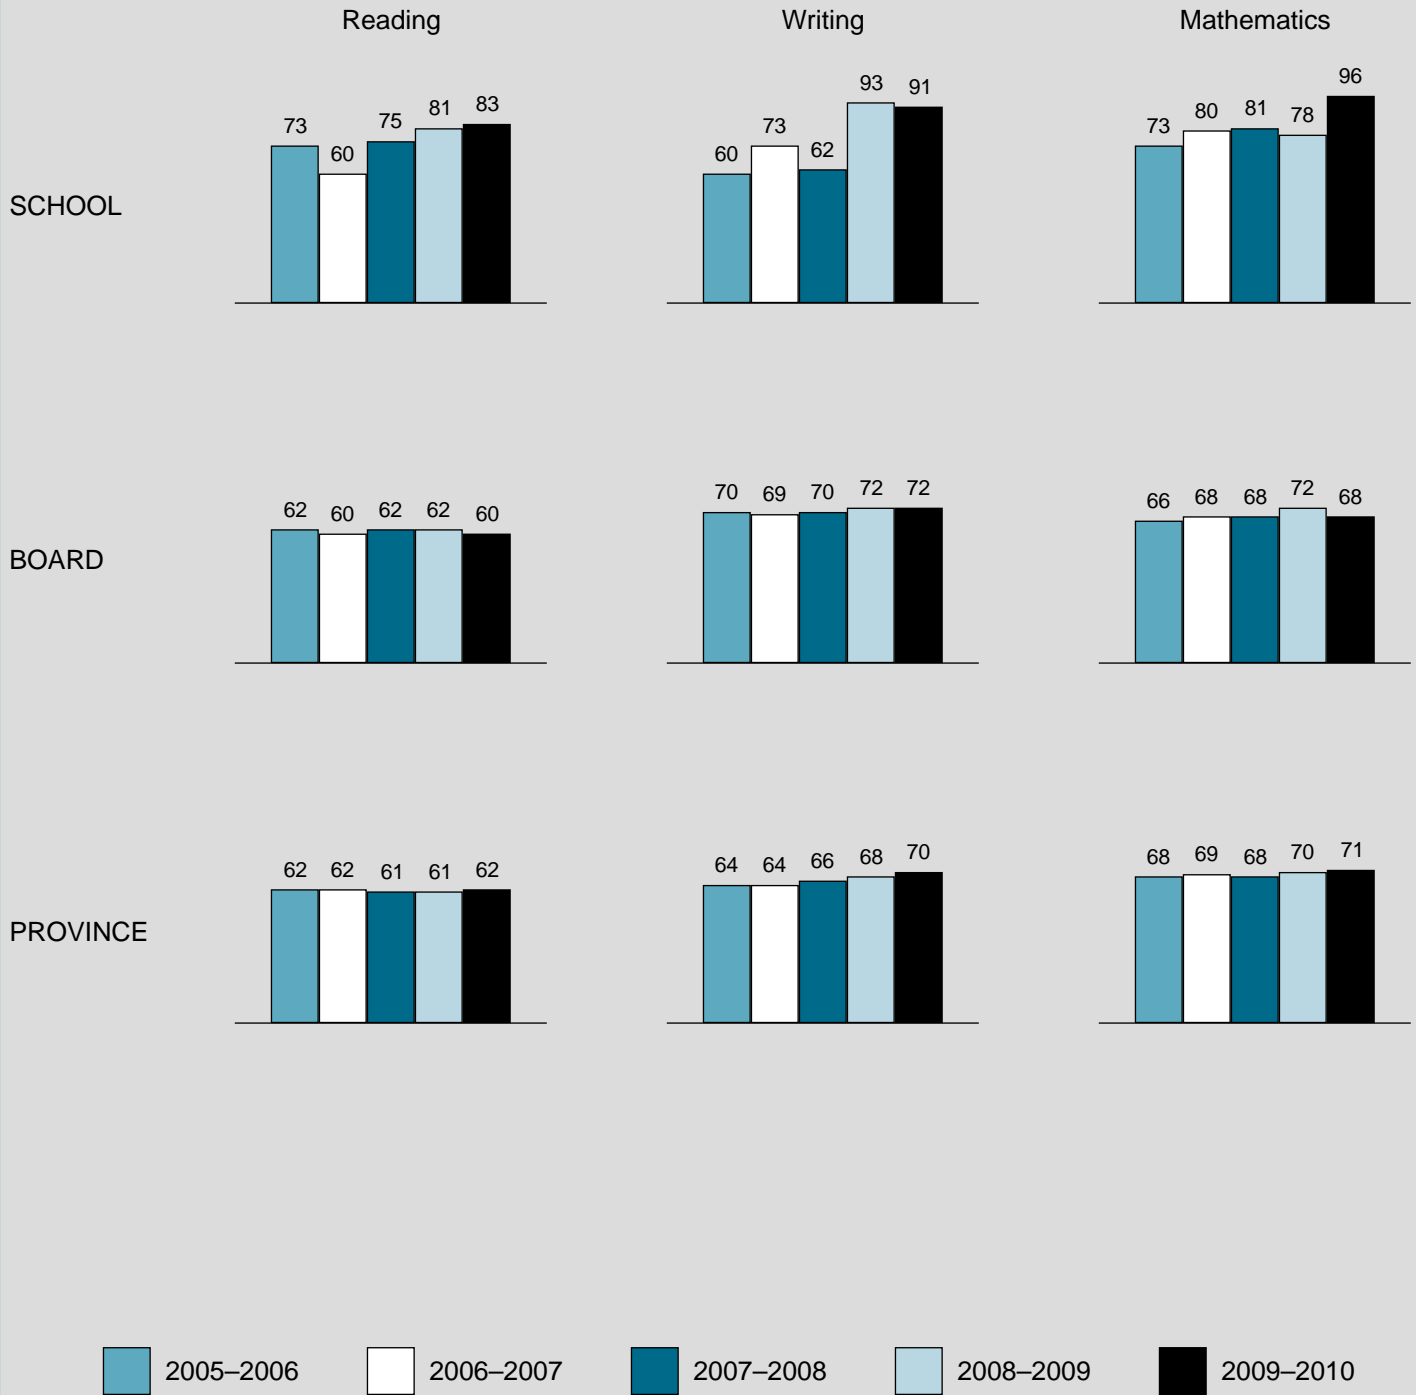 Reading Writing Mathematics
SCHOOL
73 60 75 81 83
60 73 62 93 91
73 80 81 78 96
BOARD
62 60 62 62 60
70 69 70 72 72
66 68 68 72 68
PROVINCE
62 62 61 61 62
64 64 66 68 70
68 69 68 70 71
2005–2006 2006–2007 2007–2008 2008–2009 2009–2010